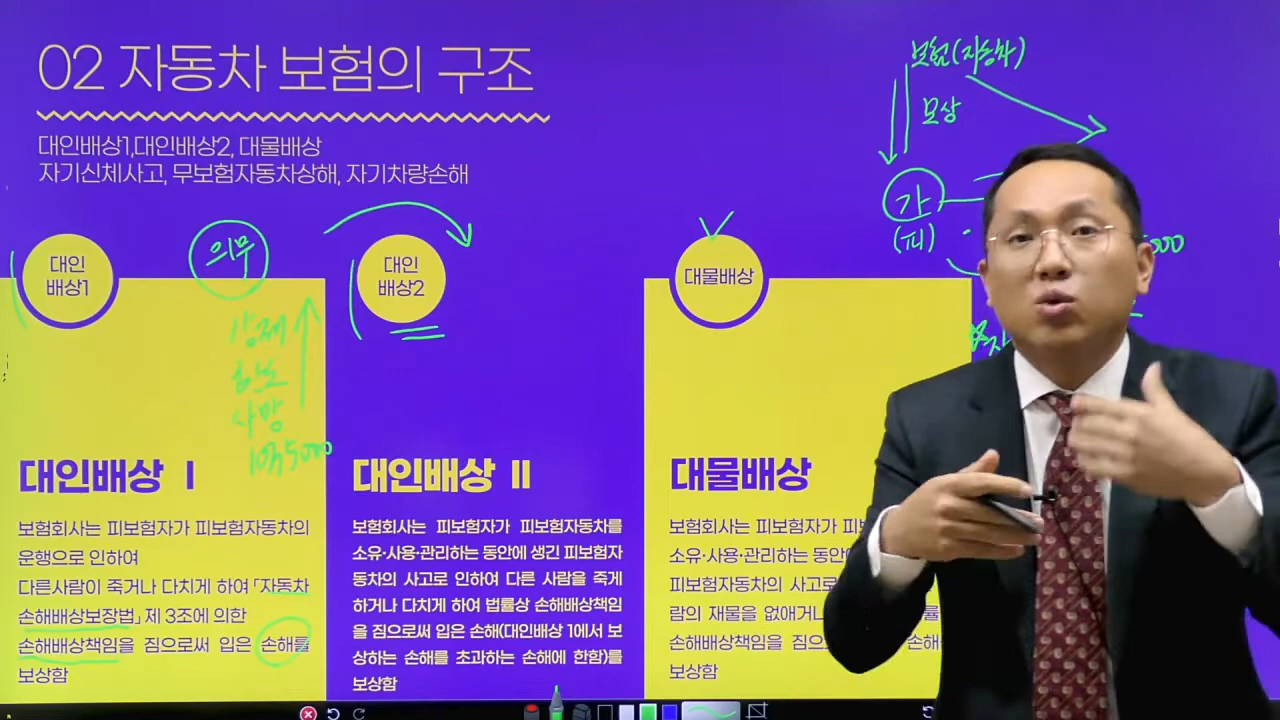 02 자동차 보험의 구조
대인배상1,대인배상2, 대물배상
자기신체사고, 무보험자동차상해, 자기차량손해
보험(자동차)
가
(피)
대인
배상1
의무
강제
한도
사망
1억5000
대인배상 I
보험회사는 피보험자가 피보험자동차의
운행으로 인하여
다른사람이 죽거나 다치게 하여 「자동차
손해배상보장법」 제 3조에 의한
손해배상책임을 짐으로써 입은 손해를
보상함
대인
배상2
대인배상 II
보험회사는 피보험자가 피보험자동차를
소유·사용·관리하는 동안에 생긴 피보험자
동차의 사고로 인하여 다른 사람을 죽게
하거나 다치게 하여 법률상 손해배상책임
을 짐으로써 입은 손해(대인배상 1에서 보
상하는 손해를 초과하는 손해에 한함)를
보상함
대물배상
대물배상
보험회사는 피보험자가
소유·사용·관리하는 동안
피보험자동차의 사고로
람의 재물을 없애거나
손해배상책임을
보상함